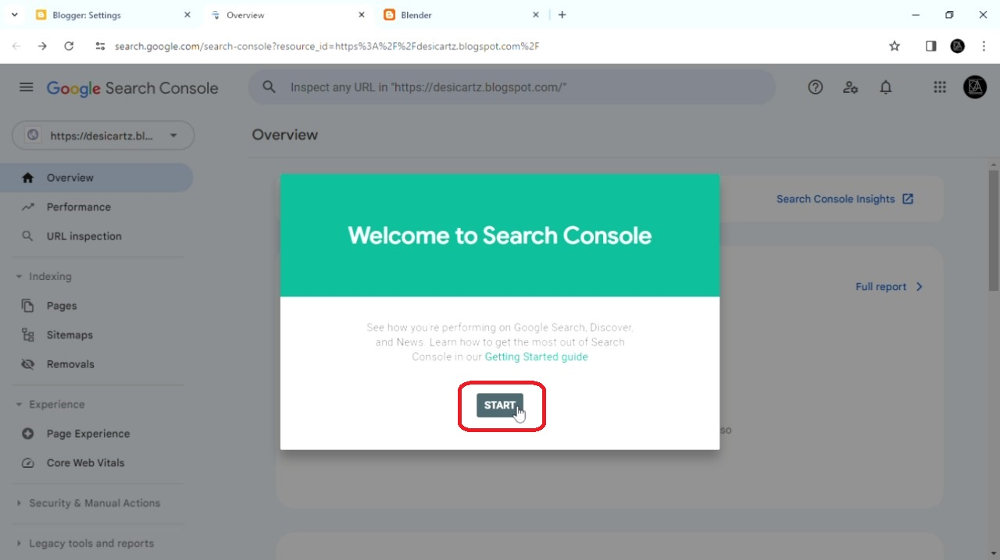 Blogger: Settings
Overview
Blender
search.google.com/search-console?resource_id=https%3A%2F%2Fdesicartz.blogspot.com%2F
Google Search Console
Inspect any URL in "https://desicartz.blogspot.com/"
https://desicartz.bl...
Overview
Overview
Performance
URL inspection
Indexing
Pages
Sitemaps
Removals
Experience
Page Experience
Core Web Vitals
Security & Manual Actions
Legacy tools and reports
Search Console Insights
Full report
so
Welcome to Search Console
See how you're performing on Google Search, Discover,
and News. Learn how to get the most out of Search
Console in our Getting Started guide
START